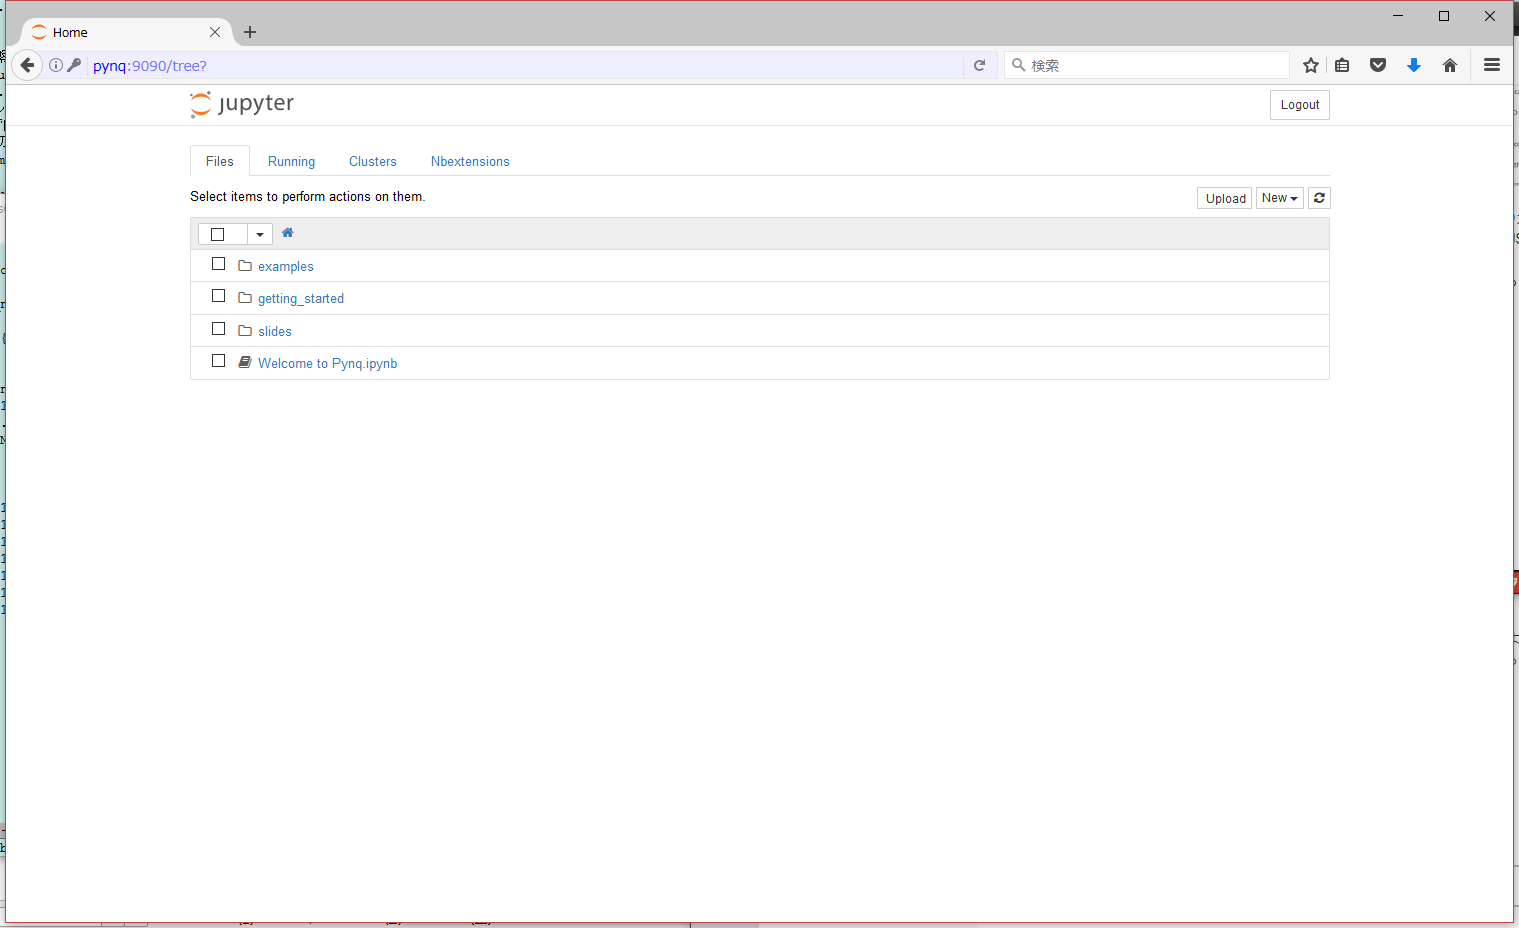 Home
pynq:9090/tree?
検索
jupyter
Logout
Files Running Clusters Nbextensions
Select items to perform actions on them.
Upload New
examples
getting_started
slides
Welcome to Pynq.ipynb